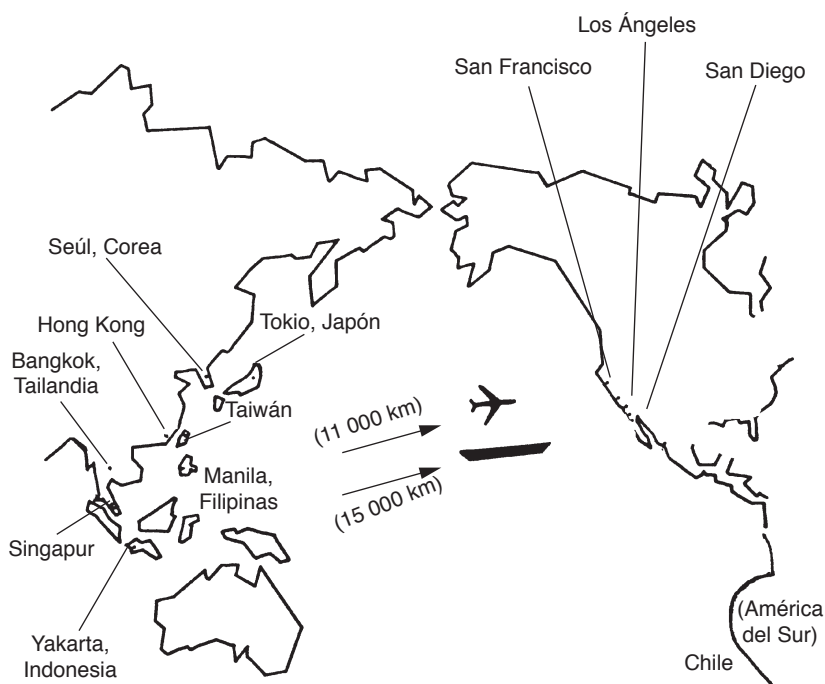 Los Ángeles
San Francisco
San Diego
Seúl, Corea
Hong Kong
Tokio, Japón
Bangkok,
Tailandia
Taiwán
(11 000 km)
Manila,
Filipinas
(15 000 km)
Singapur
Yakarta,
Indonesia
(América
del Sur)
Chile